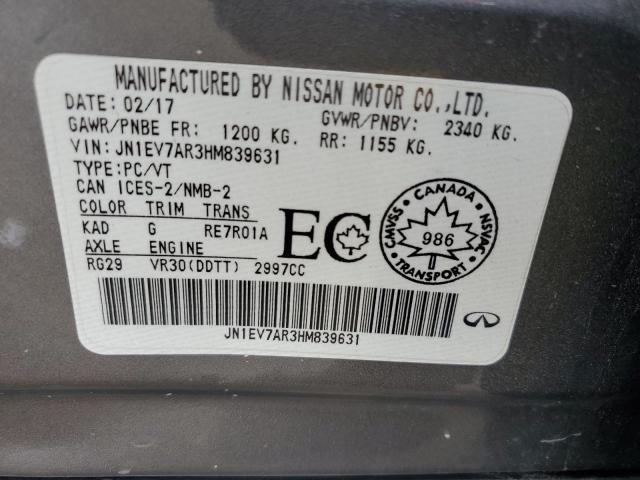 MANUFACTURED BY NISSAN MOTOR CO.,LTD.
DATE: 02/17 GVWR/PNBV: 2340 KG.
GAWR/PNBE FR: 1200 KG. RR: 1155 KG.
VIN: JN1EV7AR3HM839631
TYPE: PC/VT
CAN ICES-2/NMB-2
COLOR TRIM TRANS
KAD G RE7R01A
AXLE ENGINE
RG29 VR30(DDTT) 2997CC
EC
CANADA
CMVSS
986
NSVAC
TRANSPORT
JN1EV7AR3HM839631